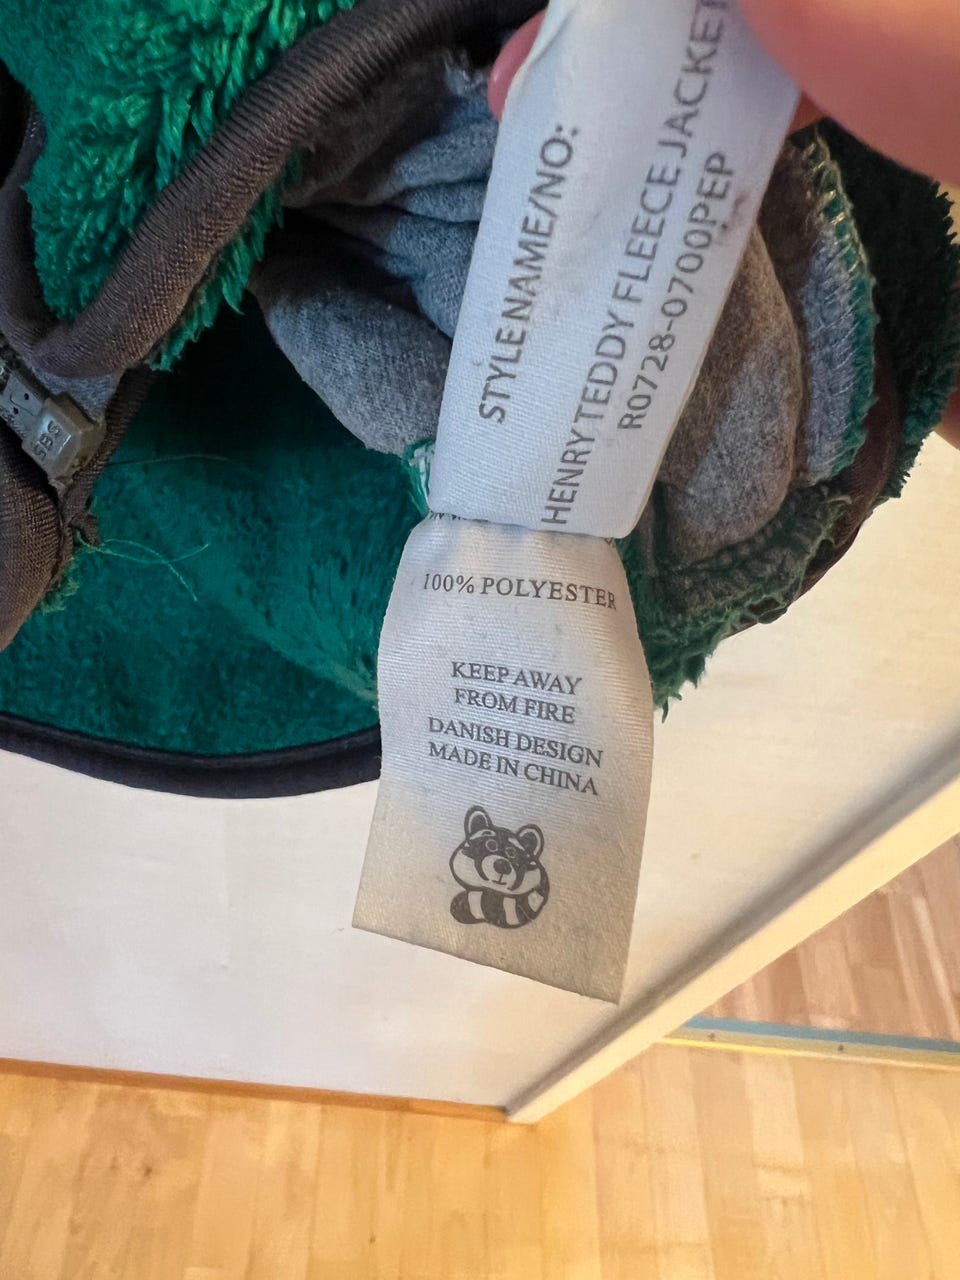 STYLE NAME/NO:
HENRY TEDDY FLEECE JACKET
R0728-0700PEP
100% POLYESTER
KEEP AWAY
FROM FIRE
DANISH DESIGN
MADE IN CHINA
SBS